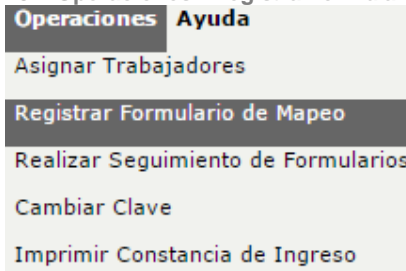 Operaciones Ayuda
Asignar Trabajadores
Registrar Formulario de Mapeo
Realizar Seguimiento de Formularios
Cambiar Clave
Imprimir Constancia de Ingreso